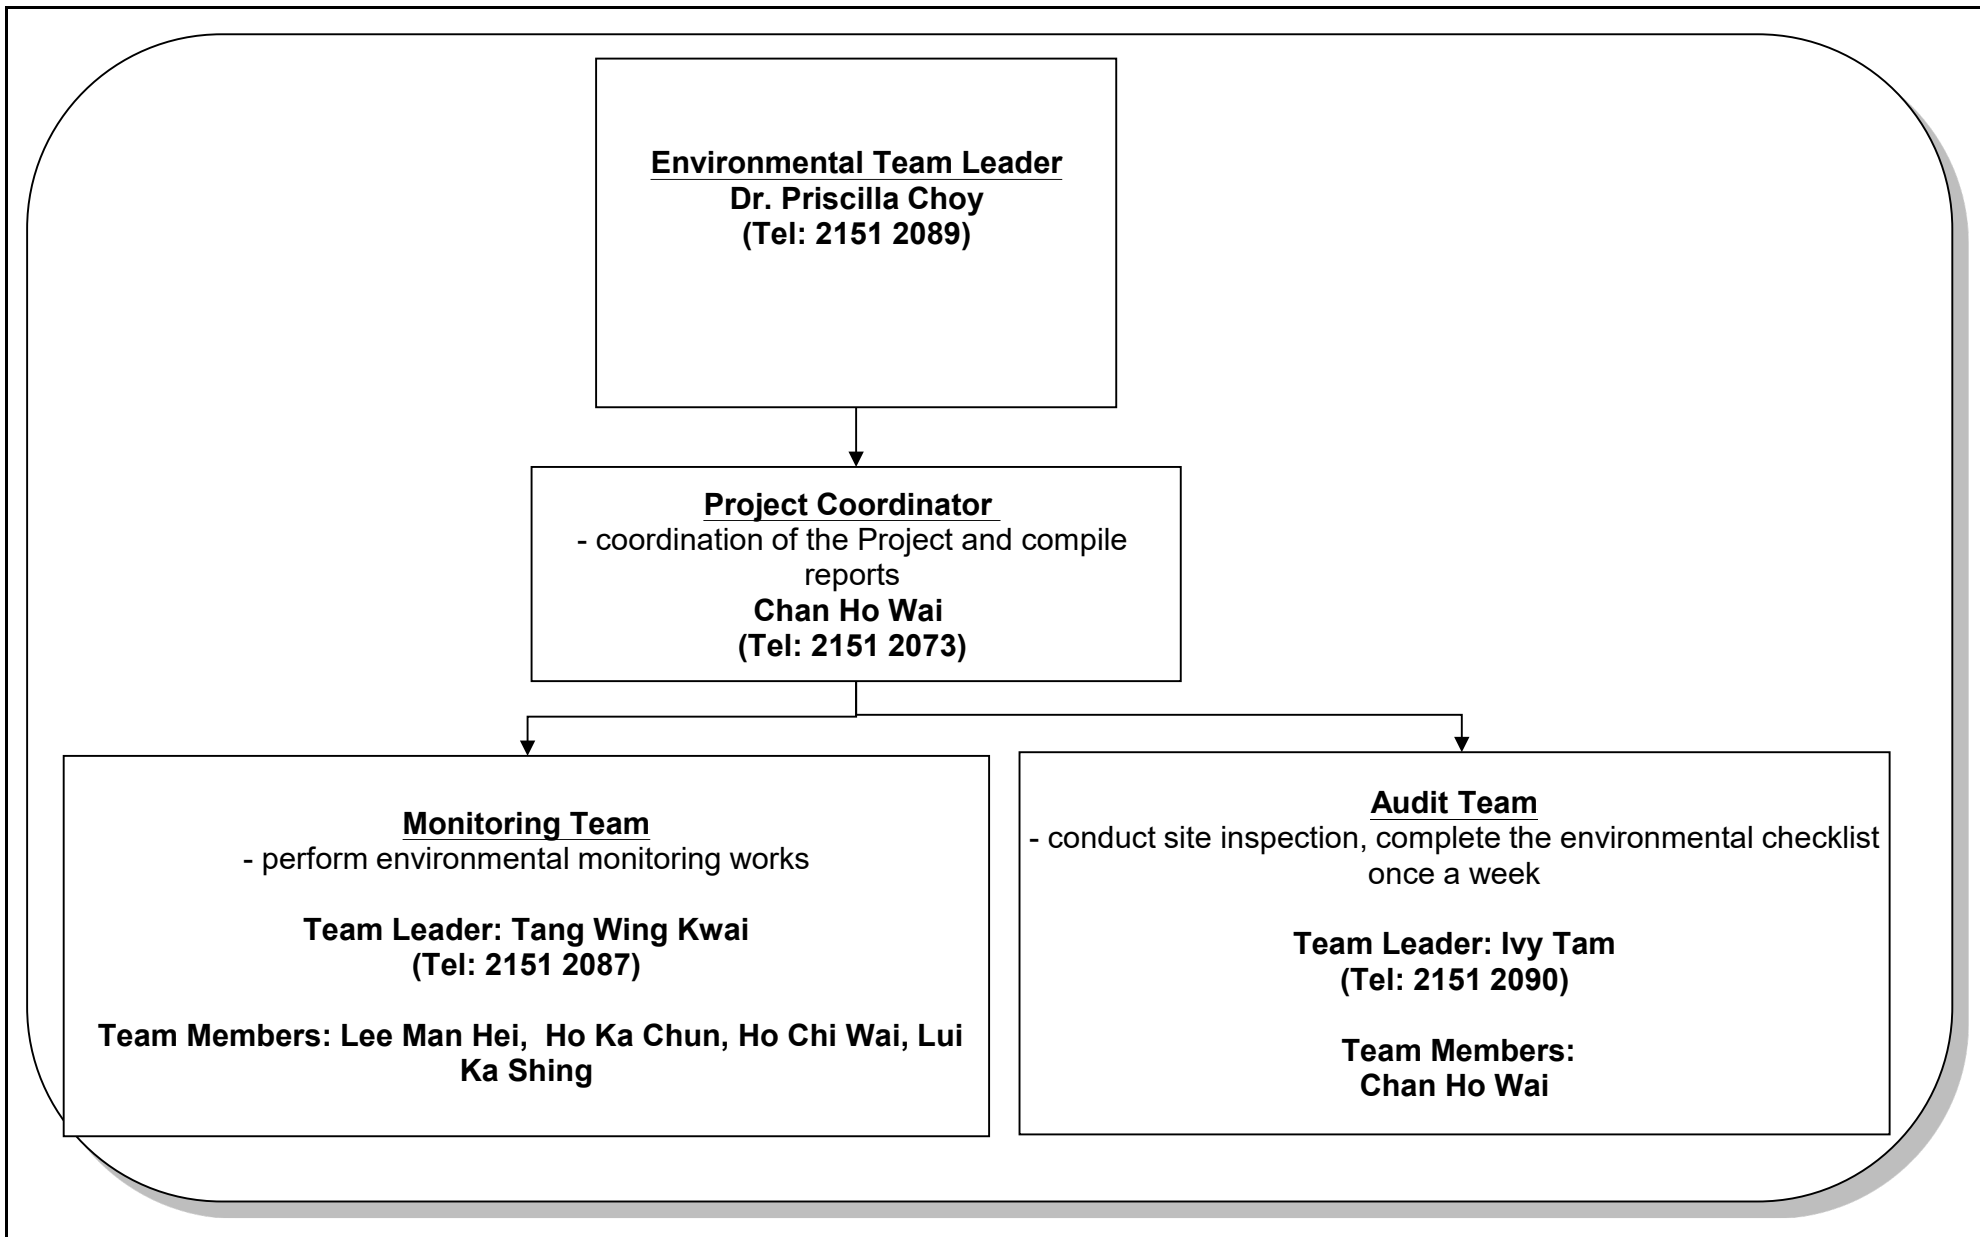 Environmental Team Leader
Dr. Priscilla Choy
(Tel: 2151 2089)
Project Coordinator
- coordination of the Project and compile
reports
Chan Ho Wai
(Tel: 2151 2073)
Monitoring Team
- perform environmental monitoring works
Team Leader: Tang Wing Kwai
(Tel: 2151 2087)
Team Members: Lee Man Hei,  Ho Ka Chun, Ho Chi Wai, Lui
Ka Shing
Audit Team
- conduct site inspection, complete the environmental checklist
once a week
Team Leader: Ivy Tam
(Tel: 2151 2090)
Team Members:
Chan Ho Wai